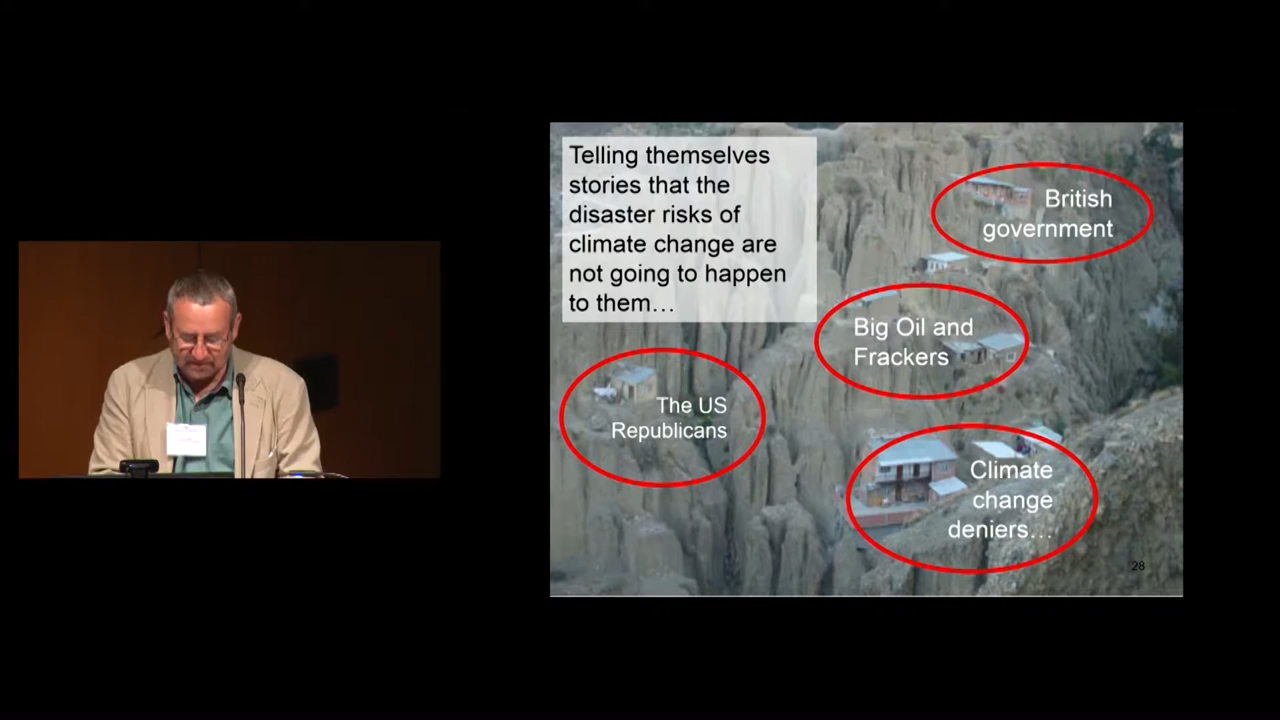 Telling themselves
stories that the
disaster risks of
climate change are
not going to happen
to them…
British
government
Big Oil and
Frackers
The US
Republicans
Climate
change
deniers…
28